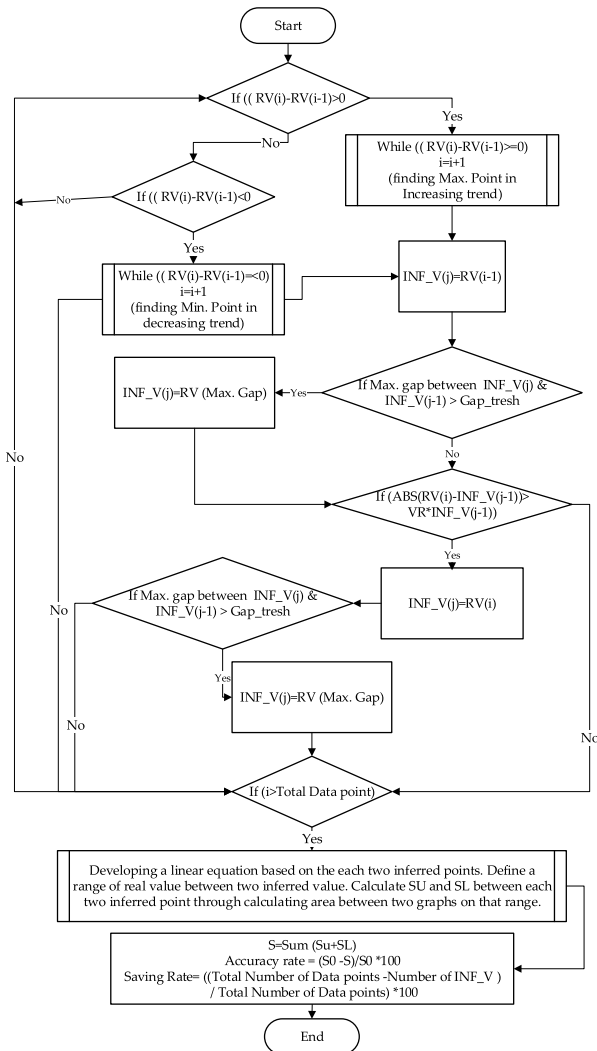 Start
If (( RV(i)-RV(i-1)>0
Yes
No
While (( RV(i)-RV(i-1)>=0)
i=i+1
(finding Max. Point in
Increasing trend)
If (( RV(i)-RV(i-1)<0
No
Yes
While (( RV(i)-RV(i-1)=<0)
i=i+1
(finding Min. Point in
decreasing trend)
INF_V(j)=RV(i-1)
If Max. gap between INF_V(j) &
INF_V(j-1) > Gap_tresh
Yes
INF_V(j)=RV (Max. Gap)
No
No
If (ABS(RV(i)-INF_V(j-1))>
VR*INF_V(j-1))
Yes
INF_V(j)=RV(i)
If Max. gap between INF_V(j) &
INF_V(j-1) > Gap_tresh
No
Yes
INF_V(j)=RV (Max. Gap)
No
No
If (i>Total Data point)
Yes
Developing a linear equation based on the each two inferred points. Define a
range of real value between two inferred value. Calculate SU and SL between each
two inferred point through calculating area between two graphs on that range.
S=Sum (Su+SL)
Accuracy rate = (S0 -S)/S0 *100
Saving Rate= ((Total Number of Data points -Number of INF_V )
/ Total Number of Data points) *100
End